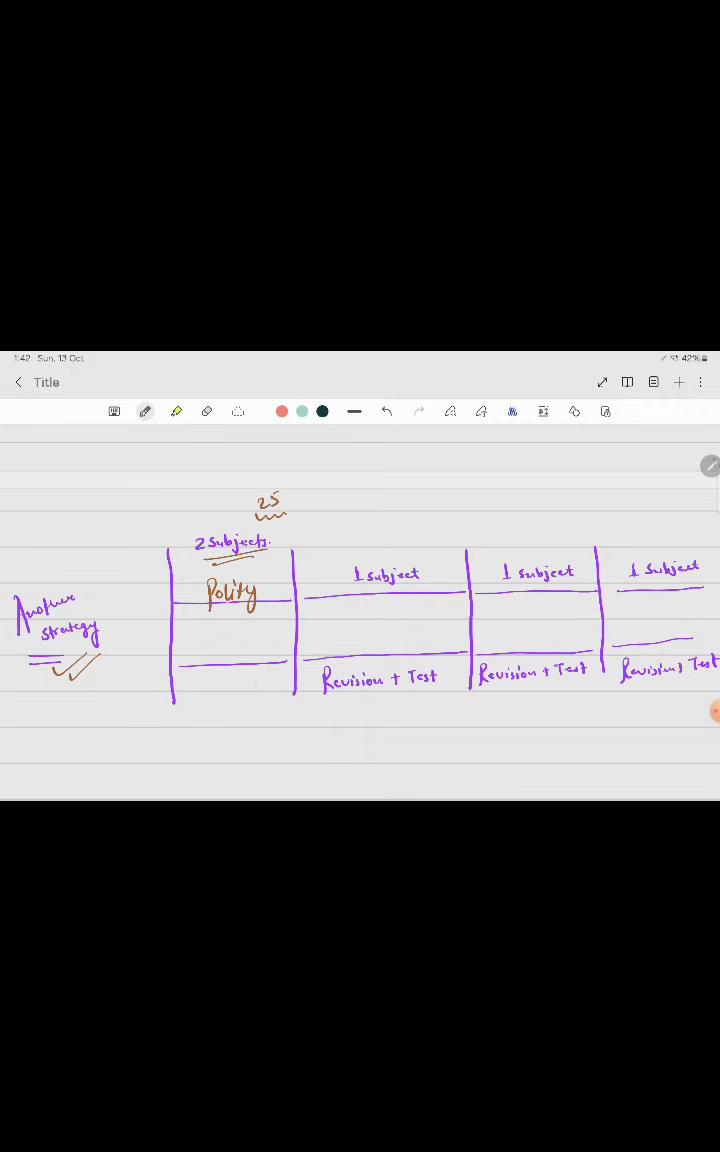 1:42 Sun, 13 Oct
42%
Title
25
2 Subjects.
Polity
1 Subject
1 Subject
1 Subject
Another
strategy
Revision + Test
Revision + Test
Revision + Test